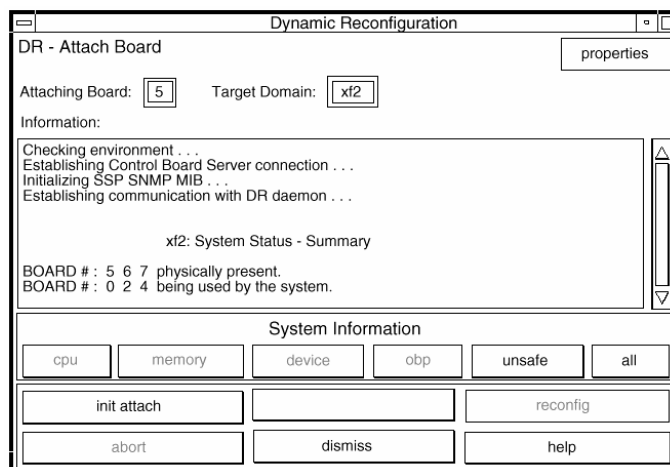 Dynamic Reconfiguration
DR - Attach Board
properties
Attaching Board: 5 Target Domain: xf2
Information:
Checking environment . . .
Establishing Control Board Server connection . . .
Initializing SSP SNMP MIB . . .
Establishing communication with DR daemon . . .
xf2: System Status - Summary
BOARD # : 5 6 7 physically present.
BOARD # : 0 2 4 being used by the system.
System Information
cpu memory device obp unsafe all
init attach reconfig
abort dismiss help